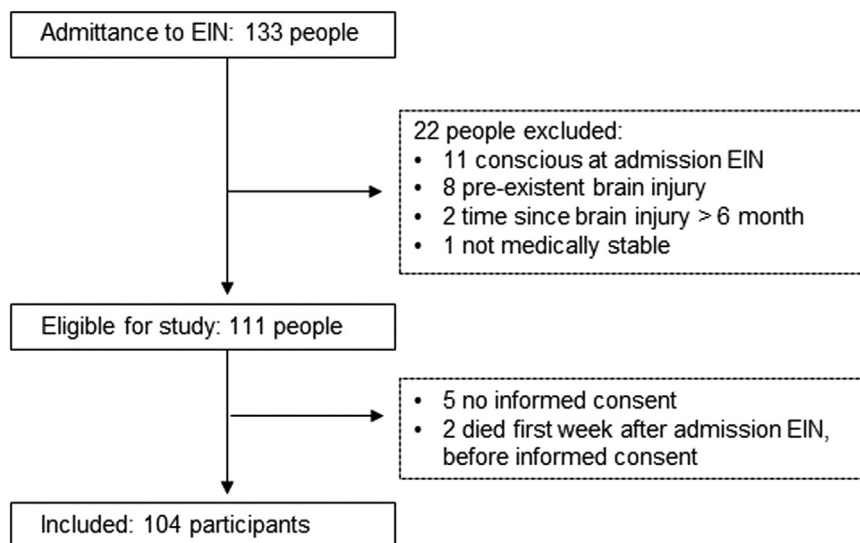 Admittance to EIN: 133 people
22 people excluded:
• 11 conscious at admission EIN
• 8 pre-existent brain injury
• 2 time since brain injury > 6 month
• 1 not medically stable
Eligible for study: 111 people
• 5 no informed consent
• 2 died first week after admission EIN,
before informed consent
Included: 104 participants